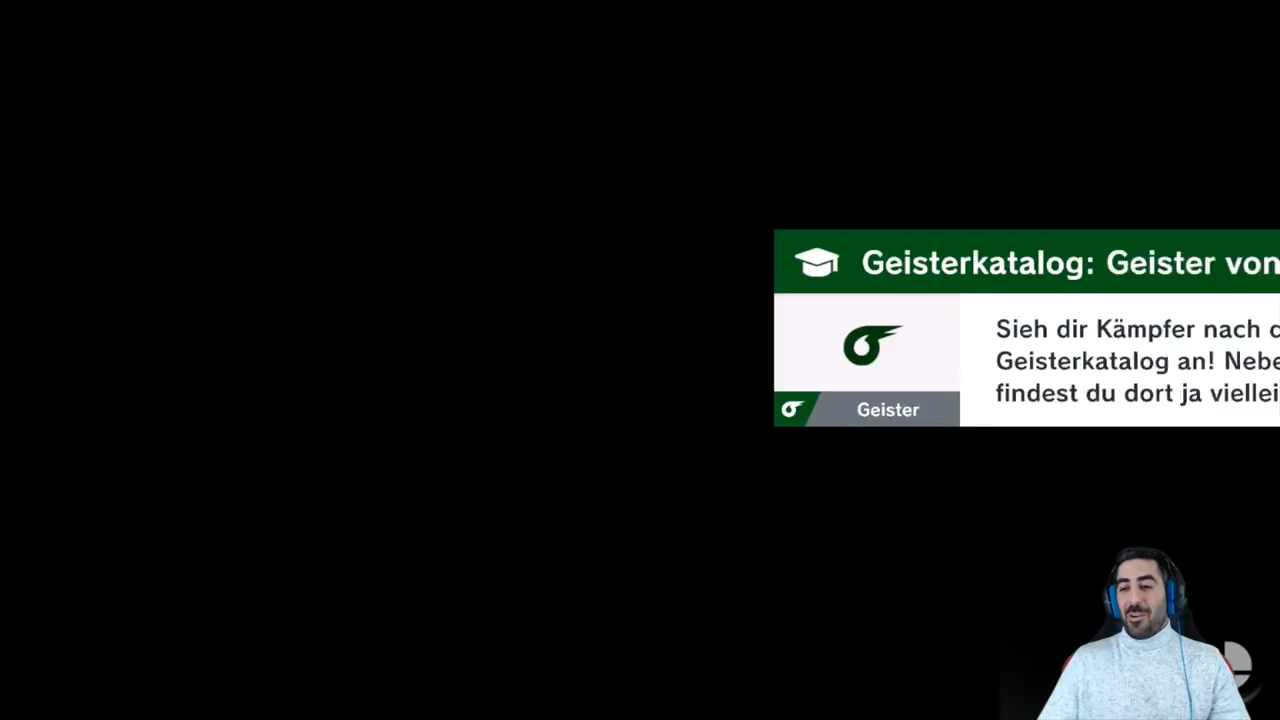 Geisterkatalog: Geister von
Sieh dir Kämpfer nach d
Geisterkatalog an! Nebe
findest du dort ja viellei
Geister